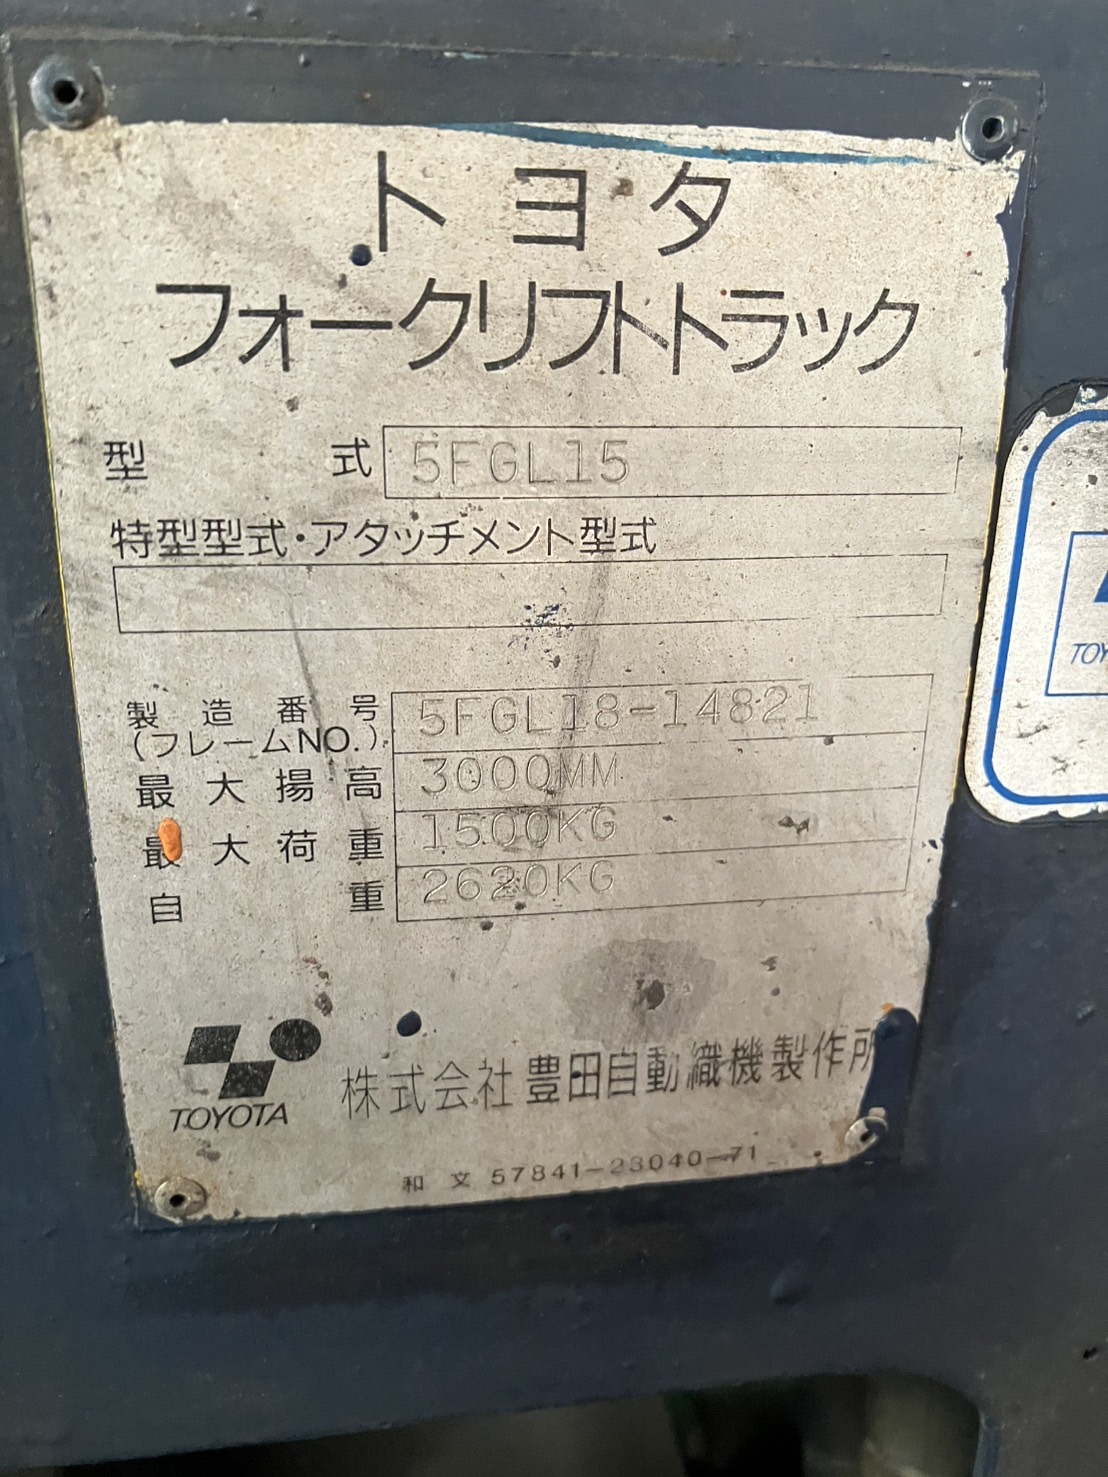 トヨタ
フォークリフトトラック
型式 5FGL15
特型型式・アタッチメント型式
製造番号 5FGL18-14821
(フレームNO.)
最大揚高 3000MM
最大荷重 1500KG
自重 2620KG
TOYOTA
株式会社 豊田自動織機製作所
和文 57841-23040-71
TOY